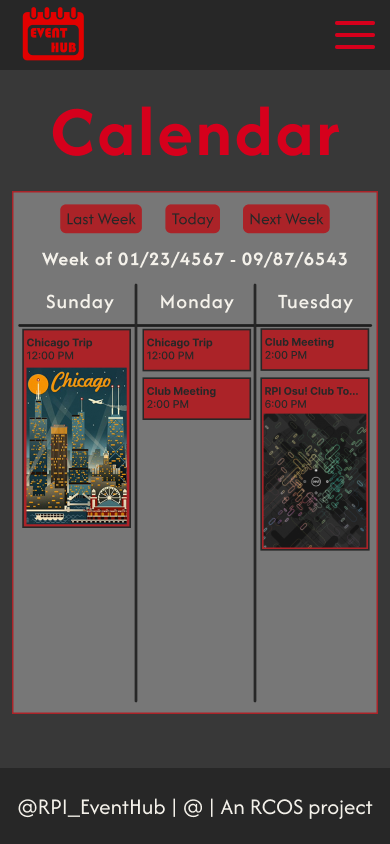 EVENT
HUB
Calendar
Last Week Today Next Week
Week of 01/23/4567 - 09/87/6543
Sunday Monday Tuesday
Chicago Trip
12:00 PM
Chicago
Chicago Trip
12:00 PM
Club Meeting
2:00 PM
Club Meeting
2:00 PM
RPI Osu! Club To...
6:00 PM
@RPI_EventHub | @ | An RCOS project